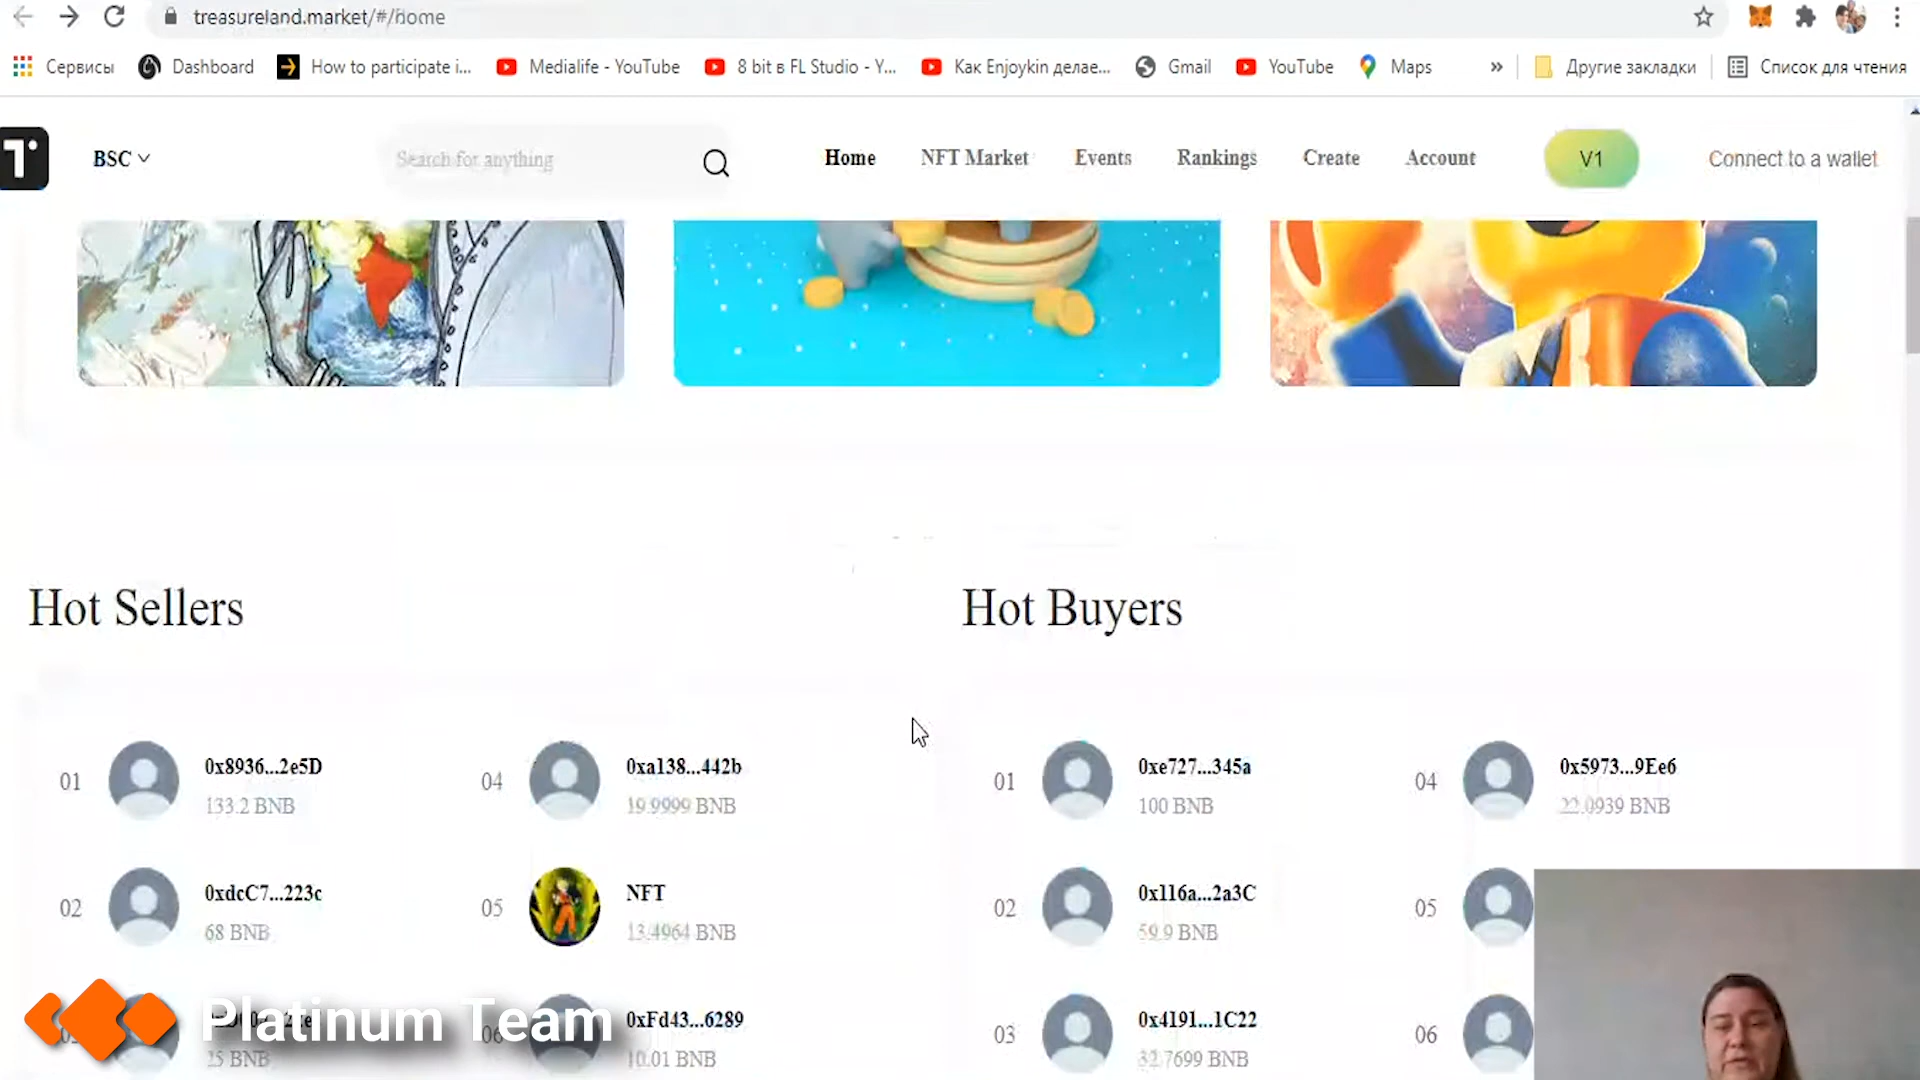 treasureland.market/#/home
Сервисы
Dashboard
How to participate i...
Medialife - YouTube
8 bit в FL Studio - Y...
Как Enjoykin делае...
Gmail
YouTube
Maps
»
Другие закладки
Список для чтения
T
BSC
Search for anything
Home
NFT Market
Events
Rankings
Create
Account
V1
Connect to a wallet
Hot Sellers
Hot Buyers
01
0x8936...2e5D
133.2 BNB
04
0xa138...442b
19.9999 BNB
01
0xe727...345a
100 BNB
04
0x5973...9Ee6
22.0939 BNB
02
0xdcC7...223c
68 BNB
05
NFT
13.4964 BNB
02
0x116a...2a3C
59.9 BNB
05
25 BNB
06
0xFd43...6289
10.01 BNB
03
0x4191...1C22
32.7699 BNB
06
Platinum Team